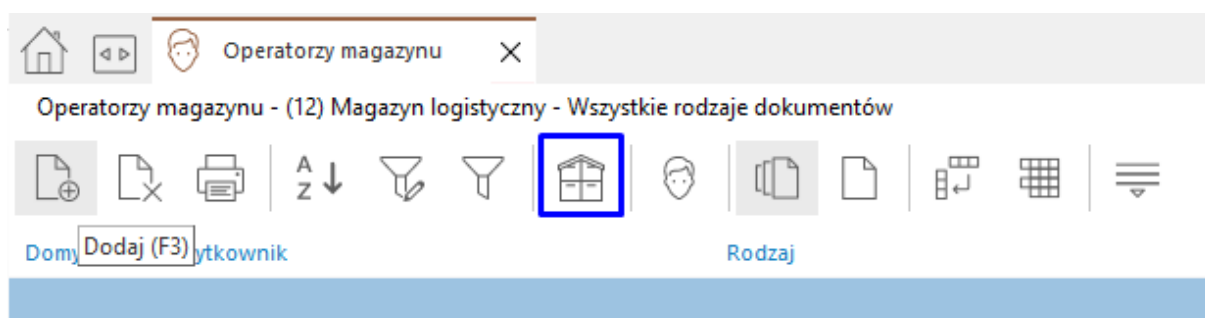 Operatorzy magazynu
Operatorzy magazynu - (12) Magazyn logistyczny - Wszystkie rodzaje dokumentów
A
Z
Dodaj (F3)
Rodzaj